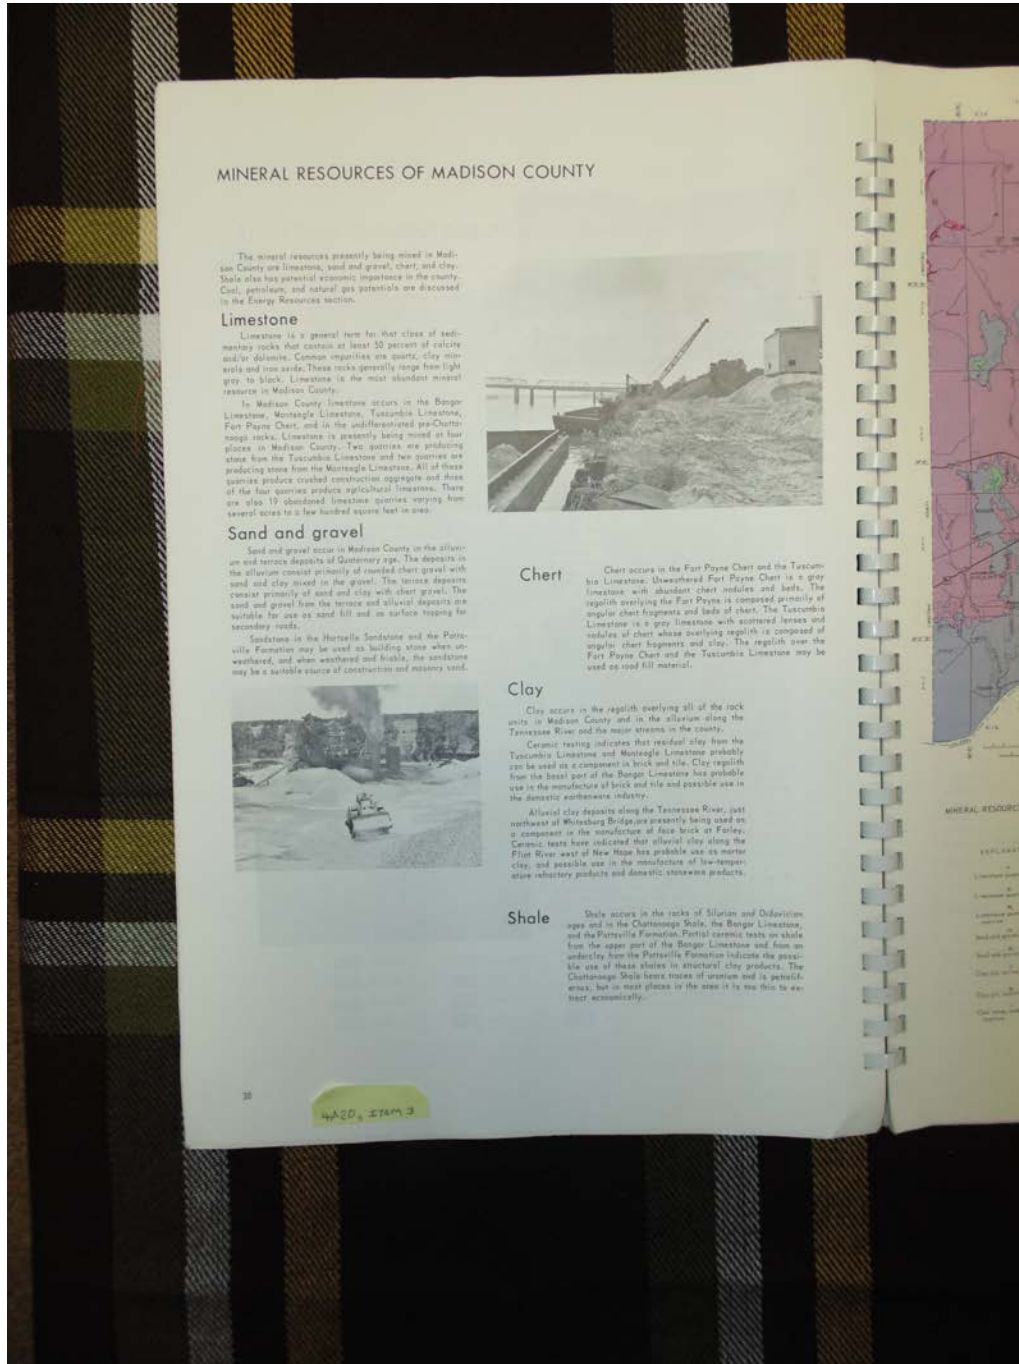 MINERAL RESOURCES OF MADISON COUNTY
The mineral resources presently being mined in Madi-
son County are limestone, sand and gravel, chert, and clay.
Shale also has potential economic importance in the county.
Coal, petroleum, and natural gas potentials are discussed
in the Energy Resources section.
Limestone
Limestone is a general term for that class of sedi-
mentary rocks that contain at least 50 percent of calcite
and/or dolomite. Common impurities are quartz, clay min-
erals and iron oxide. These rocks generally range from light
gray to black. Limestone is the most abundant mineral
resource in Madison County.
In Madison County limestone occurs in the Bangor
Limestone, Monteagle Limestone, Tuscumbia Limestone,
Fort Payne Chert, and in the undifferentiated pre-Chatta-
nooga rocks. Limestone is presently being mined at four
places in Madison County. Two quarries are producing
stone from the Tuscumbia Limestone and two quarries are
producing stone from the Monteagle Limestone. All of these
quarries produce crushed construction aggregate and three
of the four quarries produce agricultural limestone. There
are also 19 abandoned limestone quarries varying from
several acres to a few hundred square feet in area.
Sand and gravel
Sand and gravel occur in Madison County in the alluvi-
um and terrace deposits of Quaternary age. The deposits in
the alluvium consist primarily of rounded chert gravel with
sand and clay mixed in the gravel. The terrace deposits
consist primarily of sand and clay with chert gravel. The
sand and gravel from the terrace and alluvial deposits are
suitable for use as sand fill and as surface topping for
secondary roads.
Sandstone in the Hartselle Sandstone and the Potts-
ville Formation may be used as building stone when un-
weathered, and when weathered and friable, the sandstone
may be a suitable source of construction and masonry sand.
Chert
Chert occurs in the Fort Payne Chert and the Tuscum-
bia Limestone. Unweathered Fort Payne Chert is a gray
limestone with abundant chert nodules and beds. The
regolith overlying the Fort Payne is composed primarily of
angular chert fragments and beds of chert. The Tuscumbia
Limestone is a gray limestone with scattered lenses and
nodules of chert whose overlying regolith is composed of
angular chert fragments and clay. The regolith over the
Fort Payne Chert and the Tuscumbia Limestone may be
used as road fill material.
Clay
Clay occurs in the regolith overlying all of the rock
units in Madison County and in the alluvium along the
Tennessee River and the major streams in the county.
Ceramic testing indicates that residual clay from the
Tuscumbia Limestone and Monteagle Limestone probably
can be used as a component in brick and tile. Clay regolith
from the basal part of the Bangor Limestone has probable
use in the manufacture of brick and tile and possible use in
the domestic earthenware industry.
Alluvial clay deposits along the Tennessee River, just
northwest of Whitesburg Bridge, are presently being used as
a component in the manufacture of face brick at Farley.
Ceramic tests have indicated that alluvial clay along the
Flint River west of New Hope has probable use as mortar
clay, and possible use in the manufacture of low-temper-
ature refractory products and domestic stoneware products.
Shale
Shale occurs in the rocks of Silurian and Ordovician
ages and in the Chattanooga Shale, the Bangor Limestone,
and the Pottsville Formation. Partial ceramic tests on shale
from the upper part of the Bangor Limestone and from an
underclay from the Pottsville Formation indicate the possi-
ble use of these shales in structural clay products. The
Chattanooga Shale bears traces of uranium and is petrolif-
erous, but in most places in the area it is too thin to ex-
tract economically.
30
4A20, ITEM 3
MINERAL RESOURC